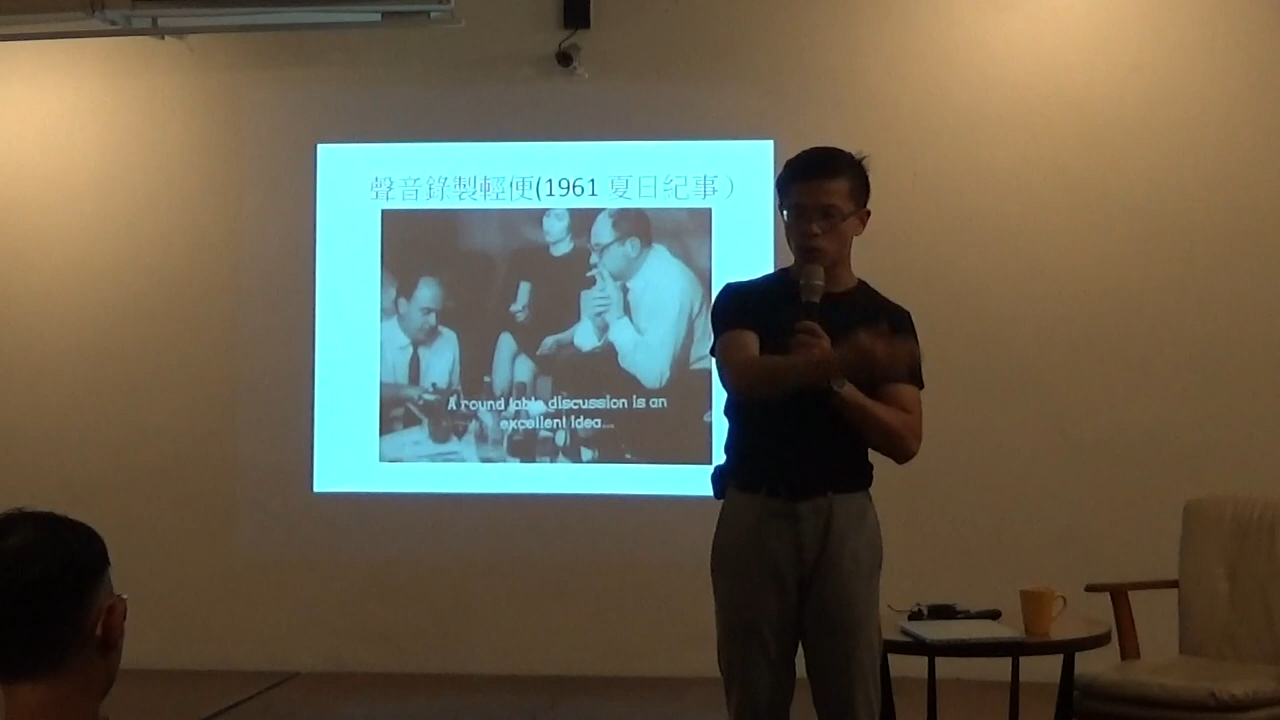 聲音錄製輕便(1961 夏日紀事）
A round table discussion is an
excellent idea...